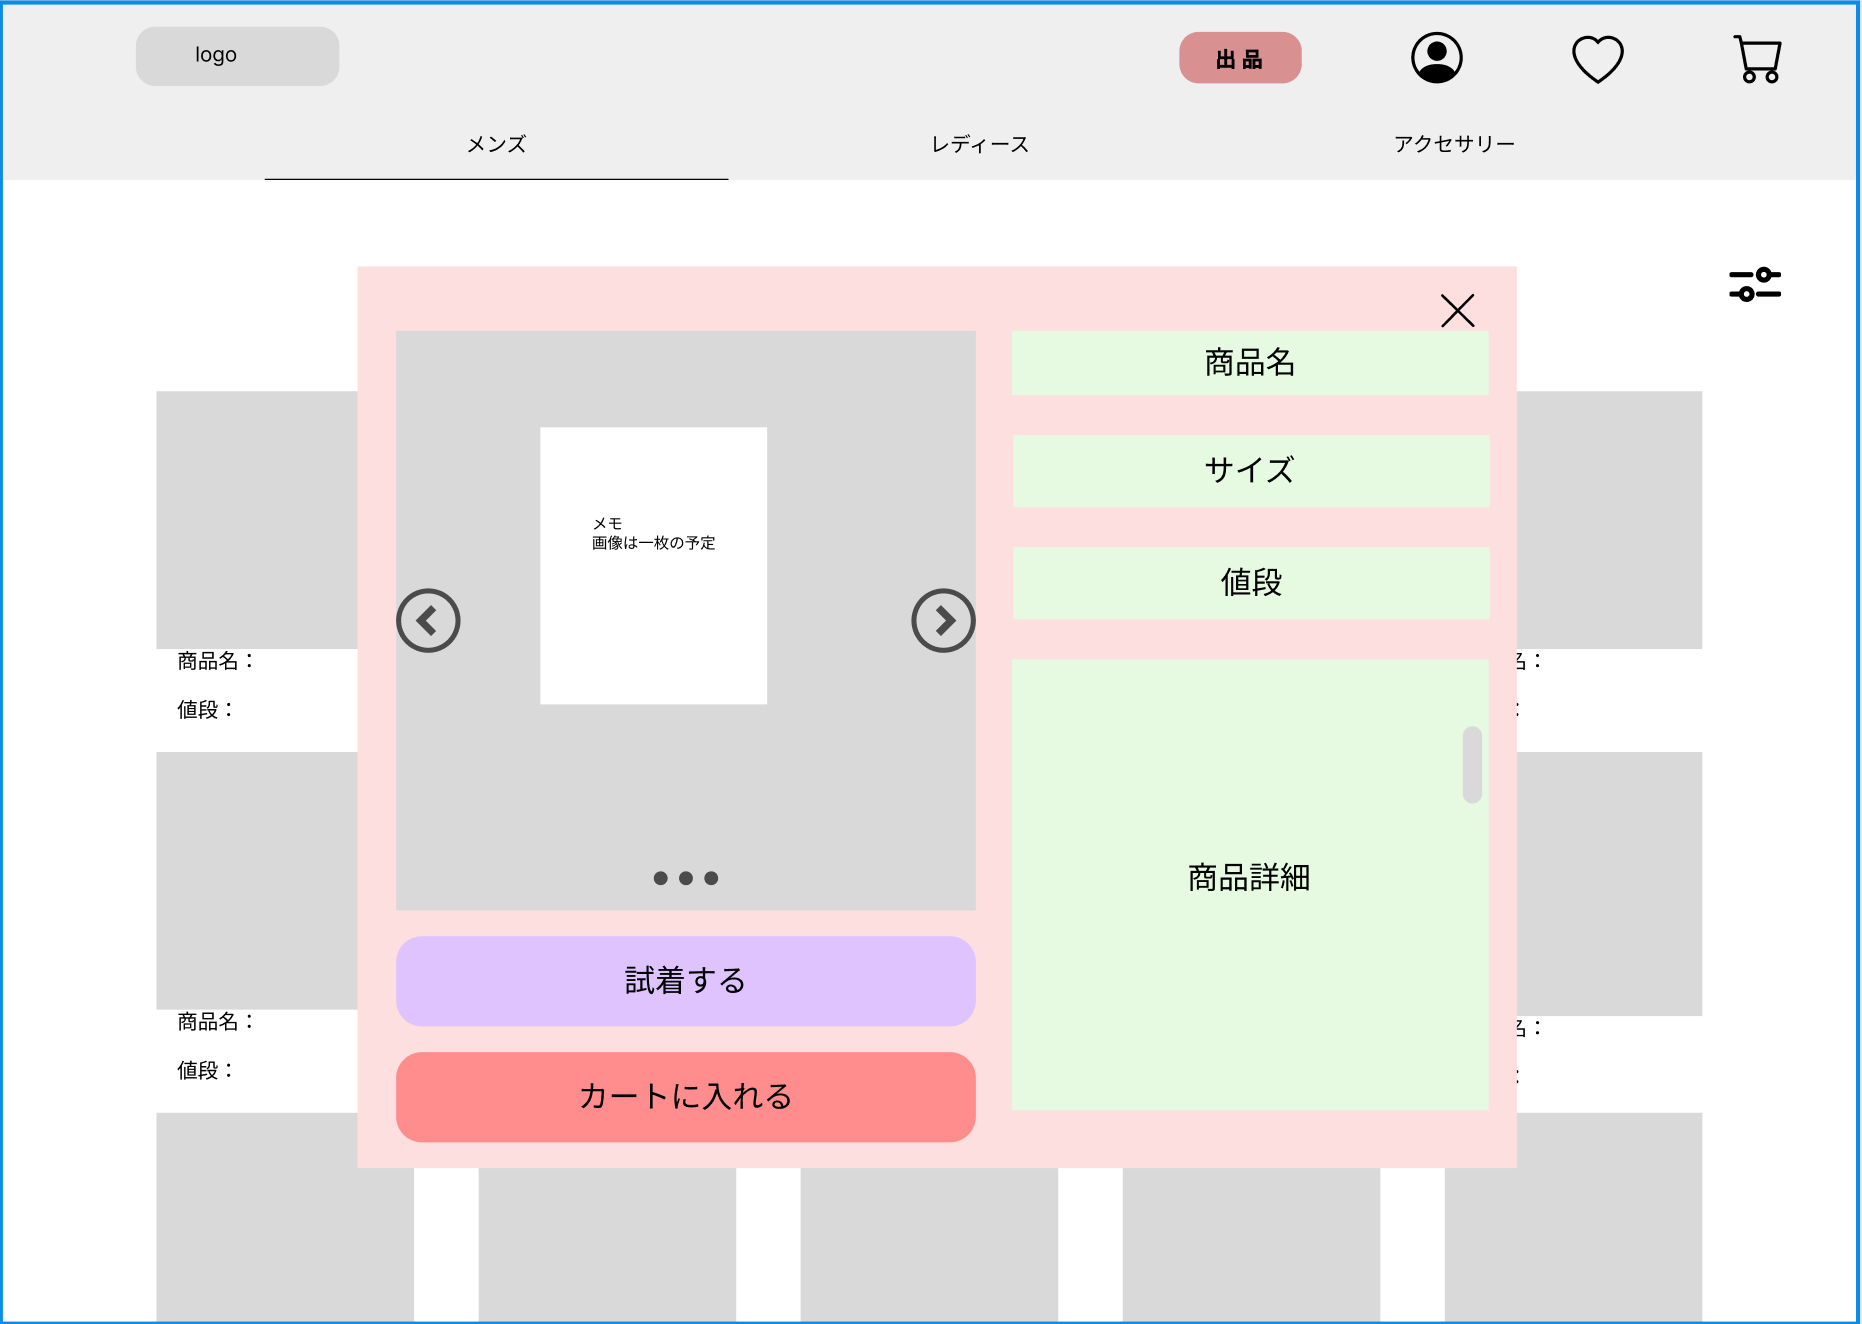 logo
出品
メンズ
レディース
アクセサリー
商品名
サイズ
メモ
画像は一枚の予定
値段
商品名：
名：
値段：
：
商品詳細
試着する
商品名：
名：
値段：
：
カートに入れる